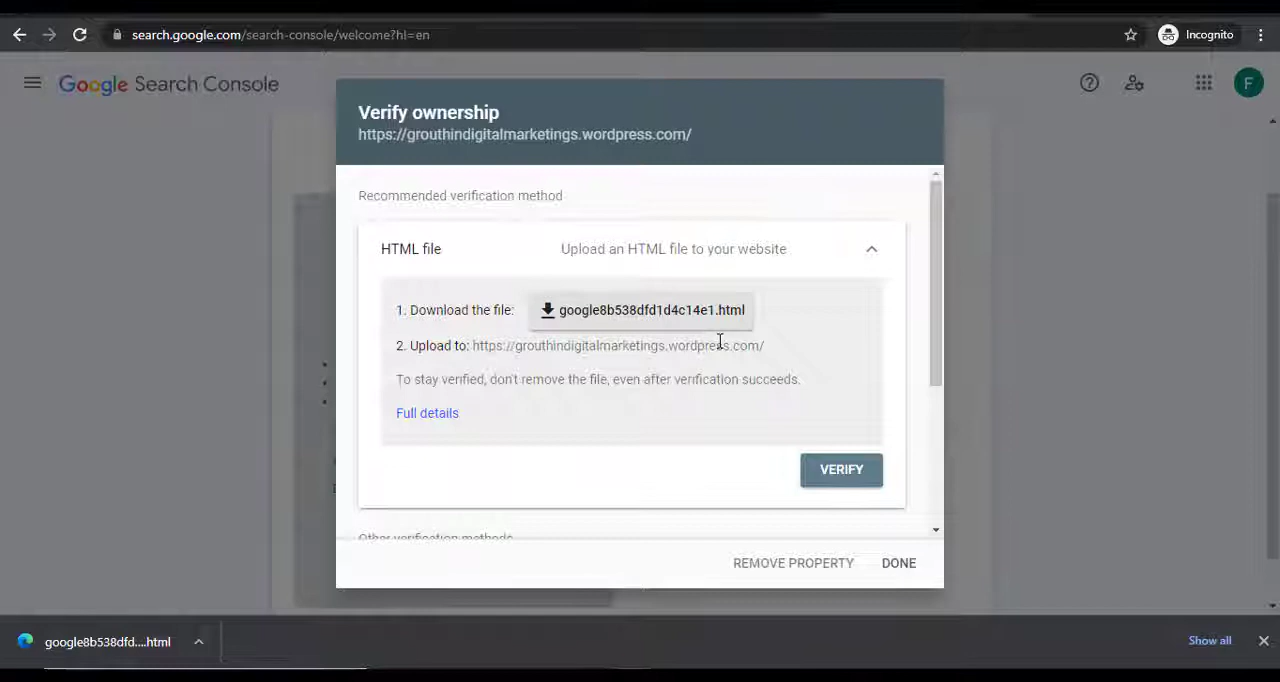 search.google.com/search-console/welcome?hl=en
Incognito
Google Search Console
F
Verify ownership
https://grouthindigitalmarketings.wordpress.com/
Recommended verification method
HTML file
Upload an HTML file to your website
1. Download the file:
google8b538dfd1d4c14e1.html
2. Upload to: https://grouthindigitalmarketings.wordpress.com/
To stay verified, don't remove the file, even after verification succeeds.
Full details
VERIFY
Other verification methods
REMOVE PROPERTY
DONE
google8b538dfd....html
Show all